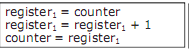 register₁ = counter
register₁ = register₁ + 1
counter = register₁